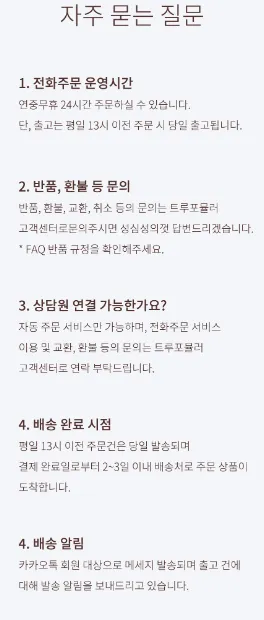 자주 묻는 질문
1. 전화주문 운영시간
연중무휴 24시간 주문하실 수 있습니다.
단, 출고는 평일 13시 이전 주문 시 당일 출고됩니다.
2. 반품, 환불 등 문의
반품, 환불, 교환, 취소 등의 문의는 트루포뮬러
고객센터로문의주시면 성심성의껏 답변드리겠습니다.
* FAQ 반품 규정을 확인해주세요.
3. 상담원 연결 가능한가요?
자동 주문 서비스만 가능하며, 전화주문 서비스
이용 및 교환, 환불 등의 문의는 트루포뮬러
고객센터로 연락 부탁드립니다.
4. 배송 완료 시점
평일 13시 이전 주문건은 당일 발송되며
결제 완료일로부터 2~3일 이내 배송처로 주문 상품이
도착합니다.
4. 배송 알림
카카오톡 회원 대상으로 메세지 발송되며 출고 건에
대해 발송 알림을 보내드리고 있습니다.